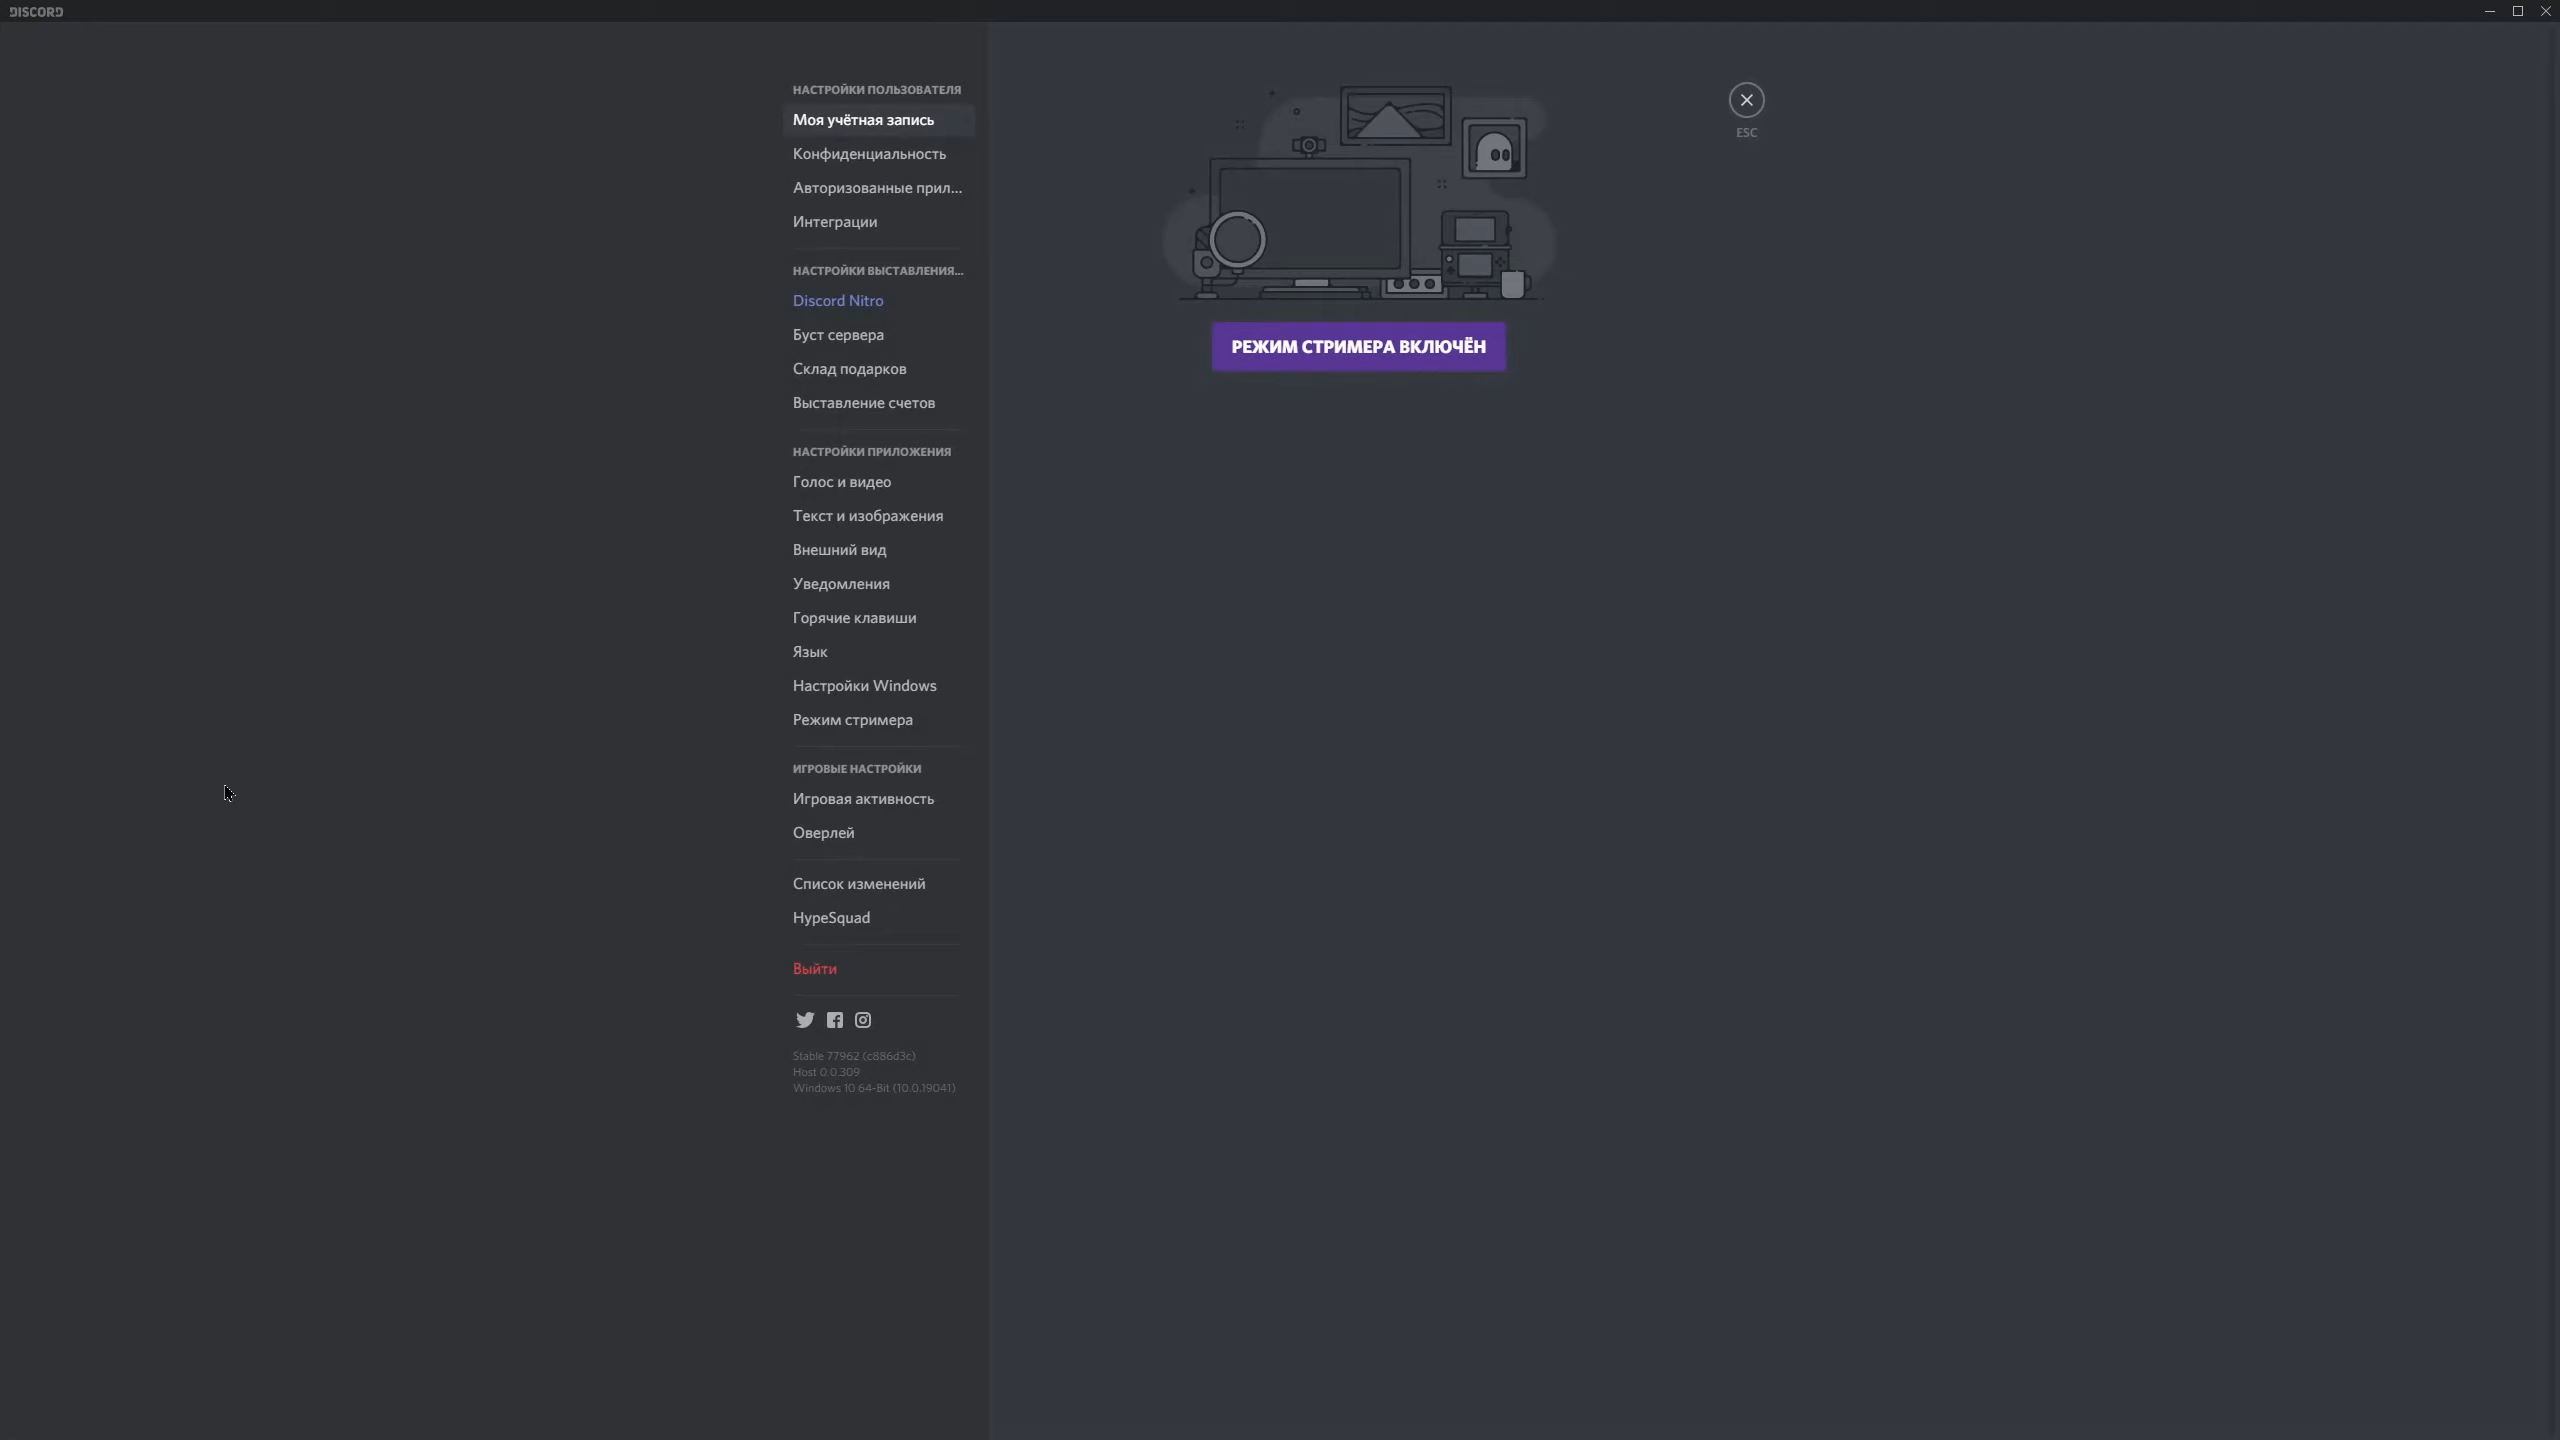 DISCORD
НАСТРОЙКИ ПОЛЬЗОВАТЕЛЯ
Моя учётная запись
Конфиденциальность
Авторизованные прил...
Интеграции
НАСТРОЙКИ ВЫСТАВЛЕНИЯ...
Discord Nitro
Буст сервера
Склад подарков
Выставление счетов
НАСТРОЙКИ ПРИЛОЖЕНИЯ
Голос и видео
Текст и изображения
Внешний вид
Уведомления
Горячие клавиши
Язык
Настройки Windows
Режим стримера
ИГРОВЫЕ НАСТРОЙКИ
Игровая активность
Оверлей
Список изменений
HypeSquad
Выйти
Stable 77962 (c886d3c)
Host 0.0.309
Windows 10 64-Bit (10.0.19041)
РЕЖИМ СТРИМЕРА ВКЛЮЧЁН
ESC